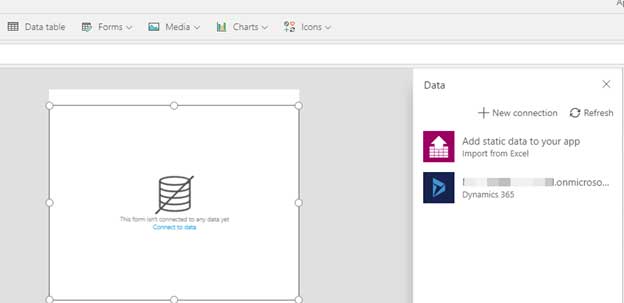 Ap
Data table Forms Media Charts Icons
Data
New connection Refresh
Add static data to your app
Import from Excel
.onmicroso...
Dynamics 365
This form isn't connected to any data yet
Connect to data